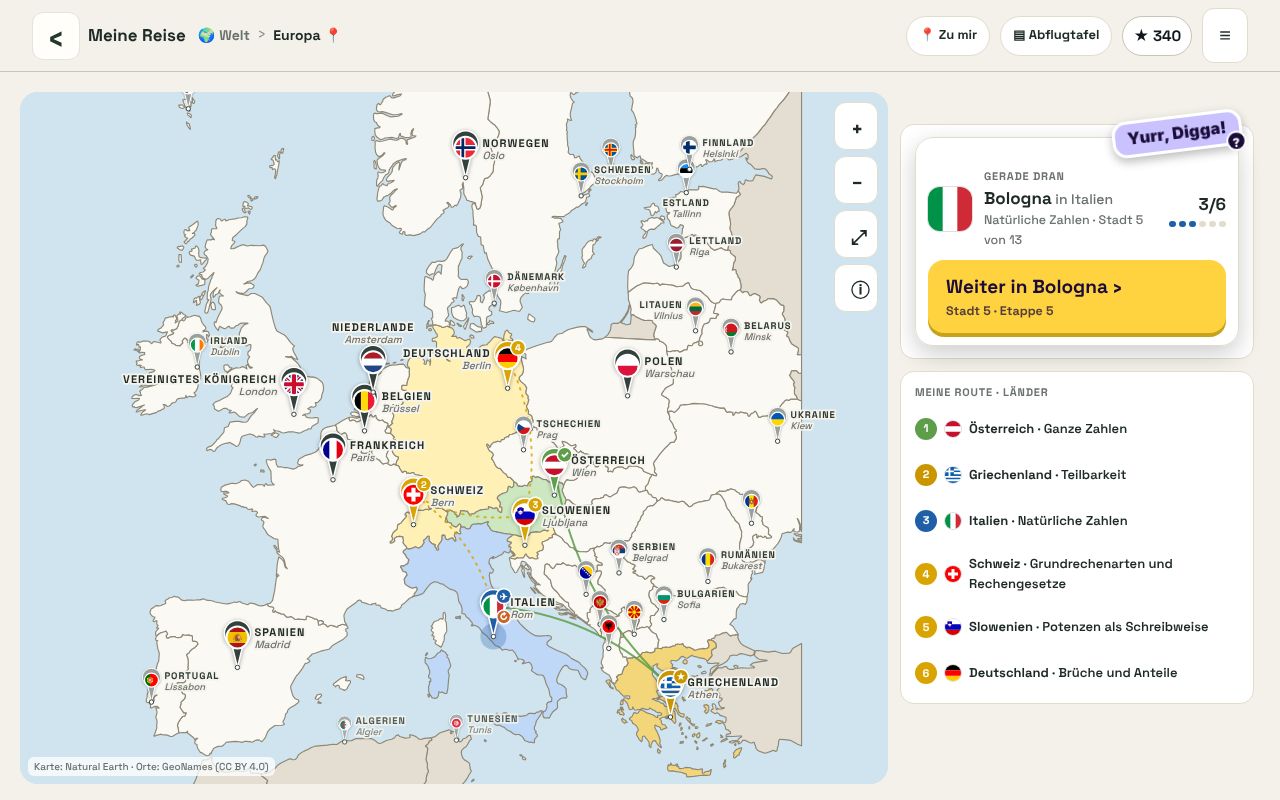 <
Meine Reise
🌍 Welt > Europa 📍
📍 Zu mir
▤ Abflugtafel
★ 340
≡
+
−
⤢
ⓘ
NORWEGEN
Oslo
FINNLAND
Helsinki
SCHWEDEN
Stockholm
ESTLAND
Tallinn
LETTLAND
Riga
DÄNEMARK
København
LITAUEN
Vilnius
BELARUS
Minsk
IRLAND
Dublin
NIEDERLANDE
Amsterdam
DEUTSCHLAND
Berlin
4
POLEN
Warschau
VEREINIGTES KÖNIGREICH
London
BELGIEN
Brüssel
UKRAINE
Kiew
TSCHECHIEN
Prag
FRANKREICH
Paris
ÖSTERREICH
Wien
SCHWEIZ
Bern
2
SLOWENIEN
Ljubljana
3
SERBIEN
Belgrad
RUMÄNIEN
Bukarest
BULGARIEN
Sofia
ITALIEN
Rom
SPANIEN
Madrid
PORTUGAL
Lissabon
GRIECHENLAND
Athen
ALGERIEN
Algier
TUNESIEN
Tunis
Karte: Natural Earth · Orte: GeoNames (CC BY 4.0)
Yurr, Digga!
?
GERADE DRAN
Bologna in Italien
Natürliche Zahlen · Stadt 5
von 13
3/6
Weiter in Bologna >
Stadt 5 · Etappe 5
MEINE ROUTE · LÄNDER
1 Österreich · Ganze Zahlen
2 Griechenland · Teilbarkeit
3 Italien · Natürliche Zahlen
4 Schweiz · Grundrechenarten und
Rechengesetze
5 Slowenien · Potenzen als Schreibweise
6 Deutschland · Brüche und Anteile